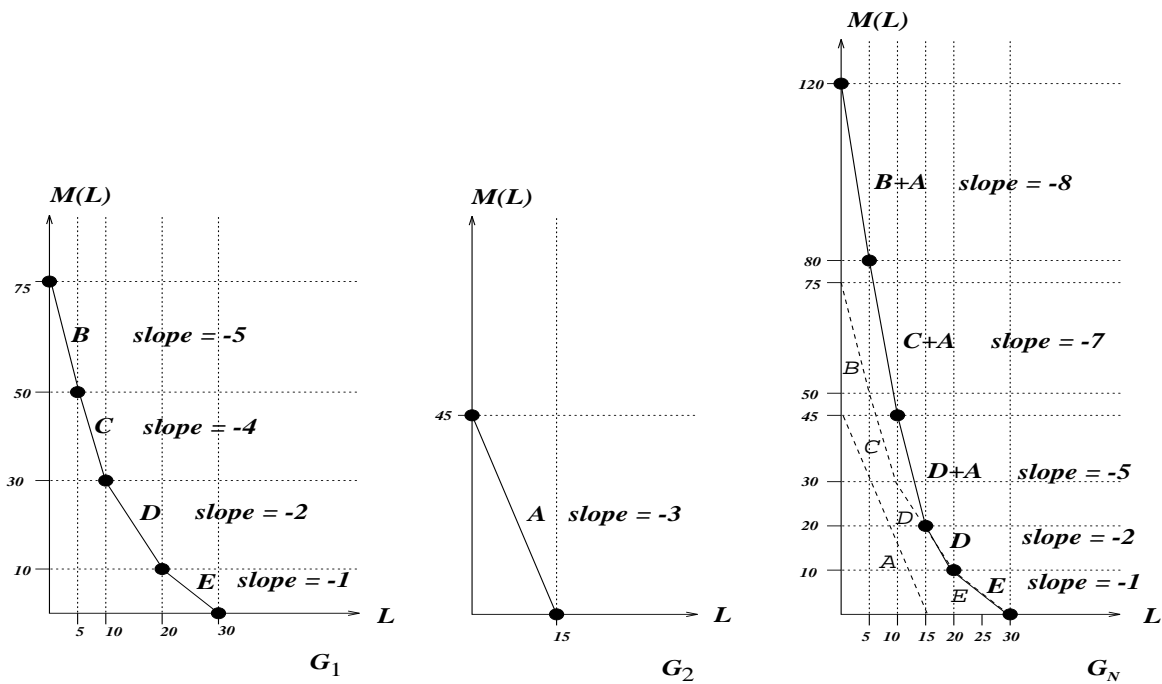 M(L)
75
B slope = -5
50
C slope = -4
30
D slope = -2
10
E slope = -1
L
5 10 20 30
G1
M(L)
45
A slope = -3
L
15
G2
M(L)
120
B+A slope = -8
80
75
C+A slope = -7
B
50
45
C
D+A slope = -5
30
D
20
D slope = -2
A
10
E
E slope = -1
L
5 10 15 20 25 30
GN